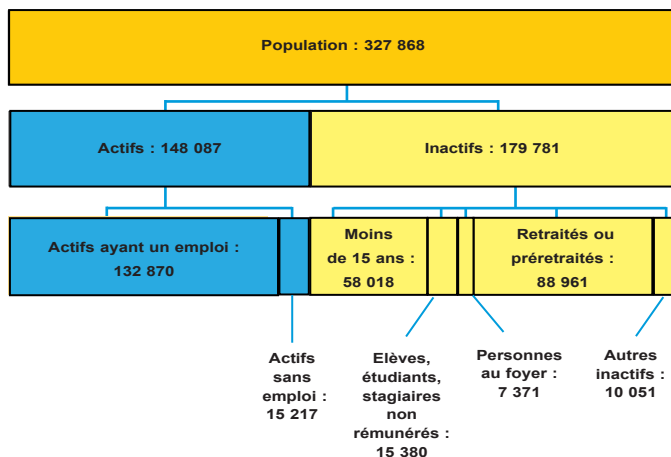 Population : 327 868
Actifs : 148 087
Inactifs : 179 781
Actifs ayant un emploi :
132 870
Moins
de 15 ans :
58 018
Retraités ou
préretraités :
88 961
Actifs
sans
emploi :
15 217
Elèves,
étudiants,
stagiaires
non
rémunérés :
15 380
Personnes
au foyer :
7 371
Autres
inactifs :
10 051